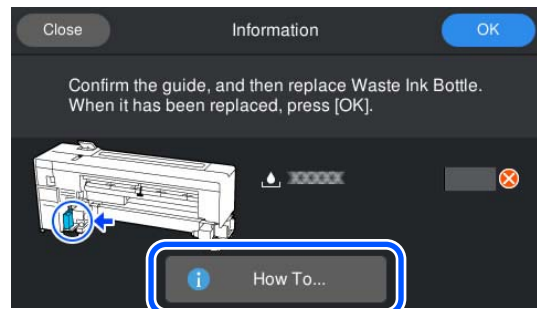 Close
Information
OK
Confirm the guide, and then replace Waste Ink Bottle.
When it has been replaced, press [OK].
How To...